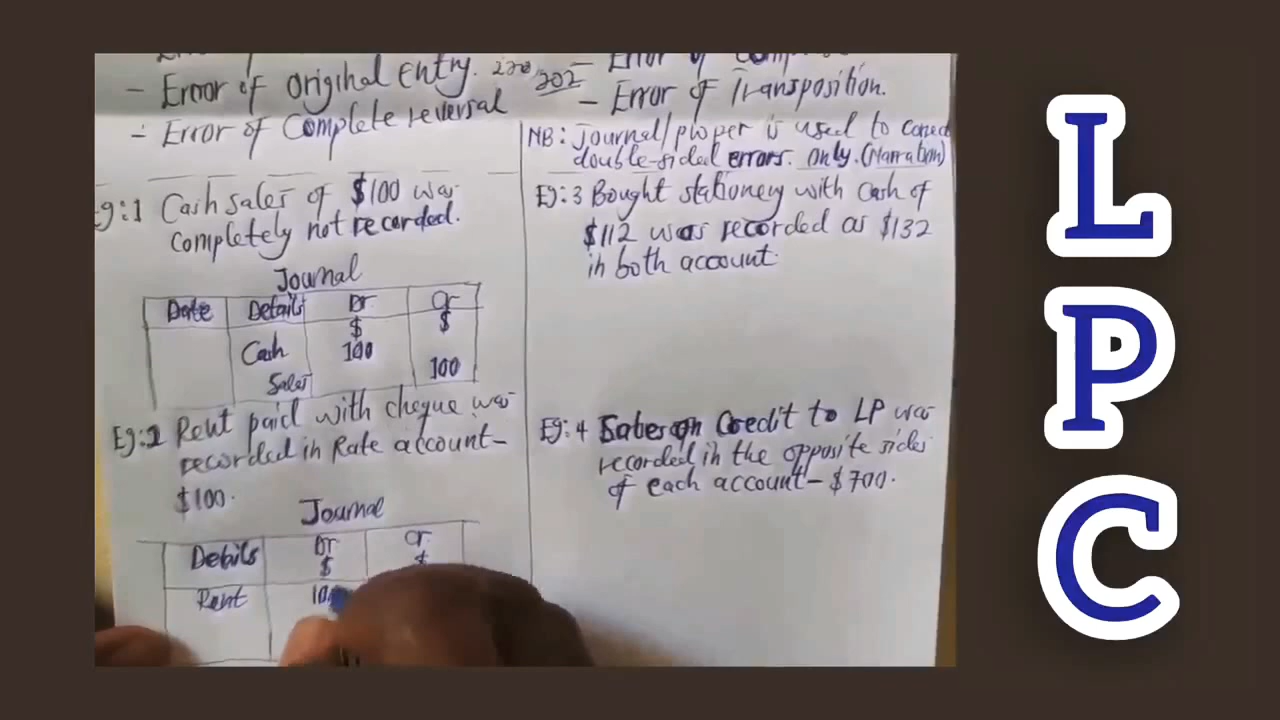 - Error of Original Entry. 220/202
- Error of Complete reversal
- Error of Transposition.
NB: Journal/proper is used to correct
double-sided errors. Only. (Narration)
Eg:1 Cash sales of $100 was
completely not recorded.
Journal
Date Details Dr Cr
$ $
Cash 100
Sales 100
Eg:2 Rent paid with cheque was
recorded in Rate account-
$100.
Journal
Details Dr Cr
$ $
Rent
Eg:3 Bought stationey with Cash of
$112 was recorded as $132
in both account.
Eg:4 Sales on Credit to LP was
recorded in the opposite sides
of each account - $700.
L
P
C